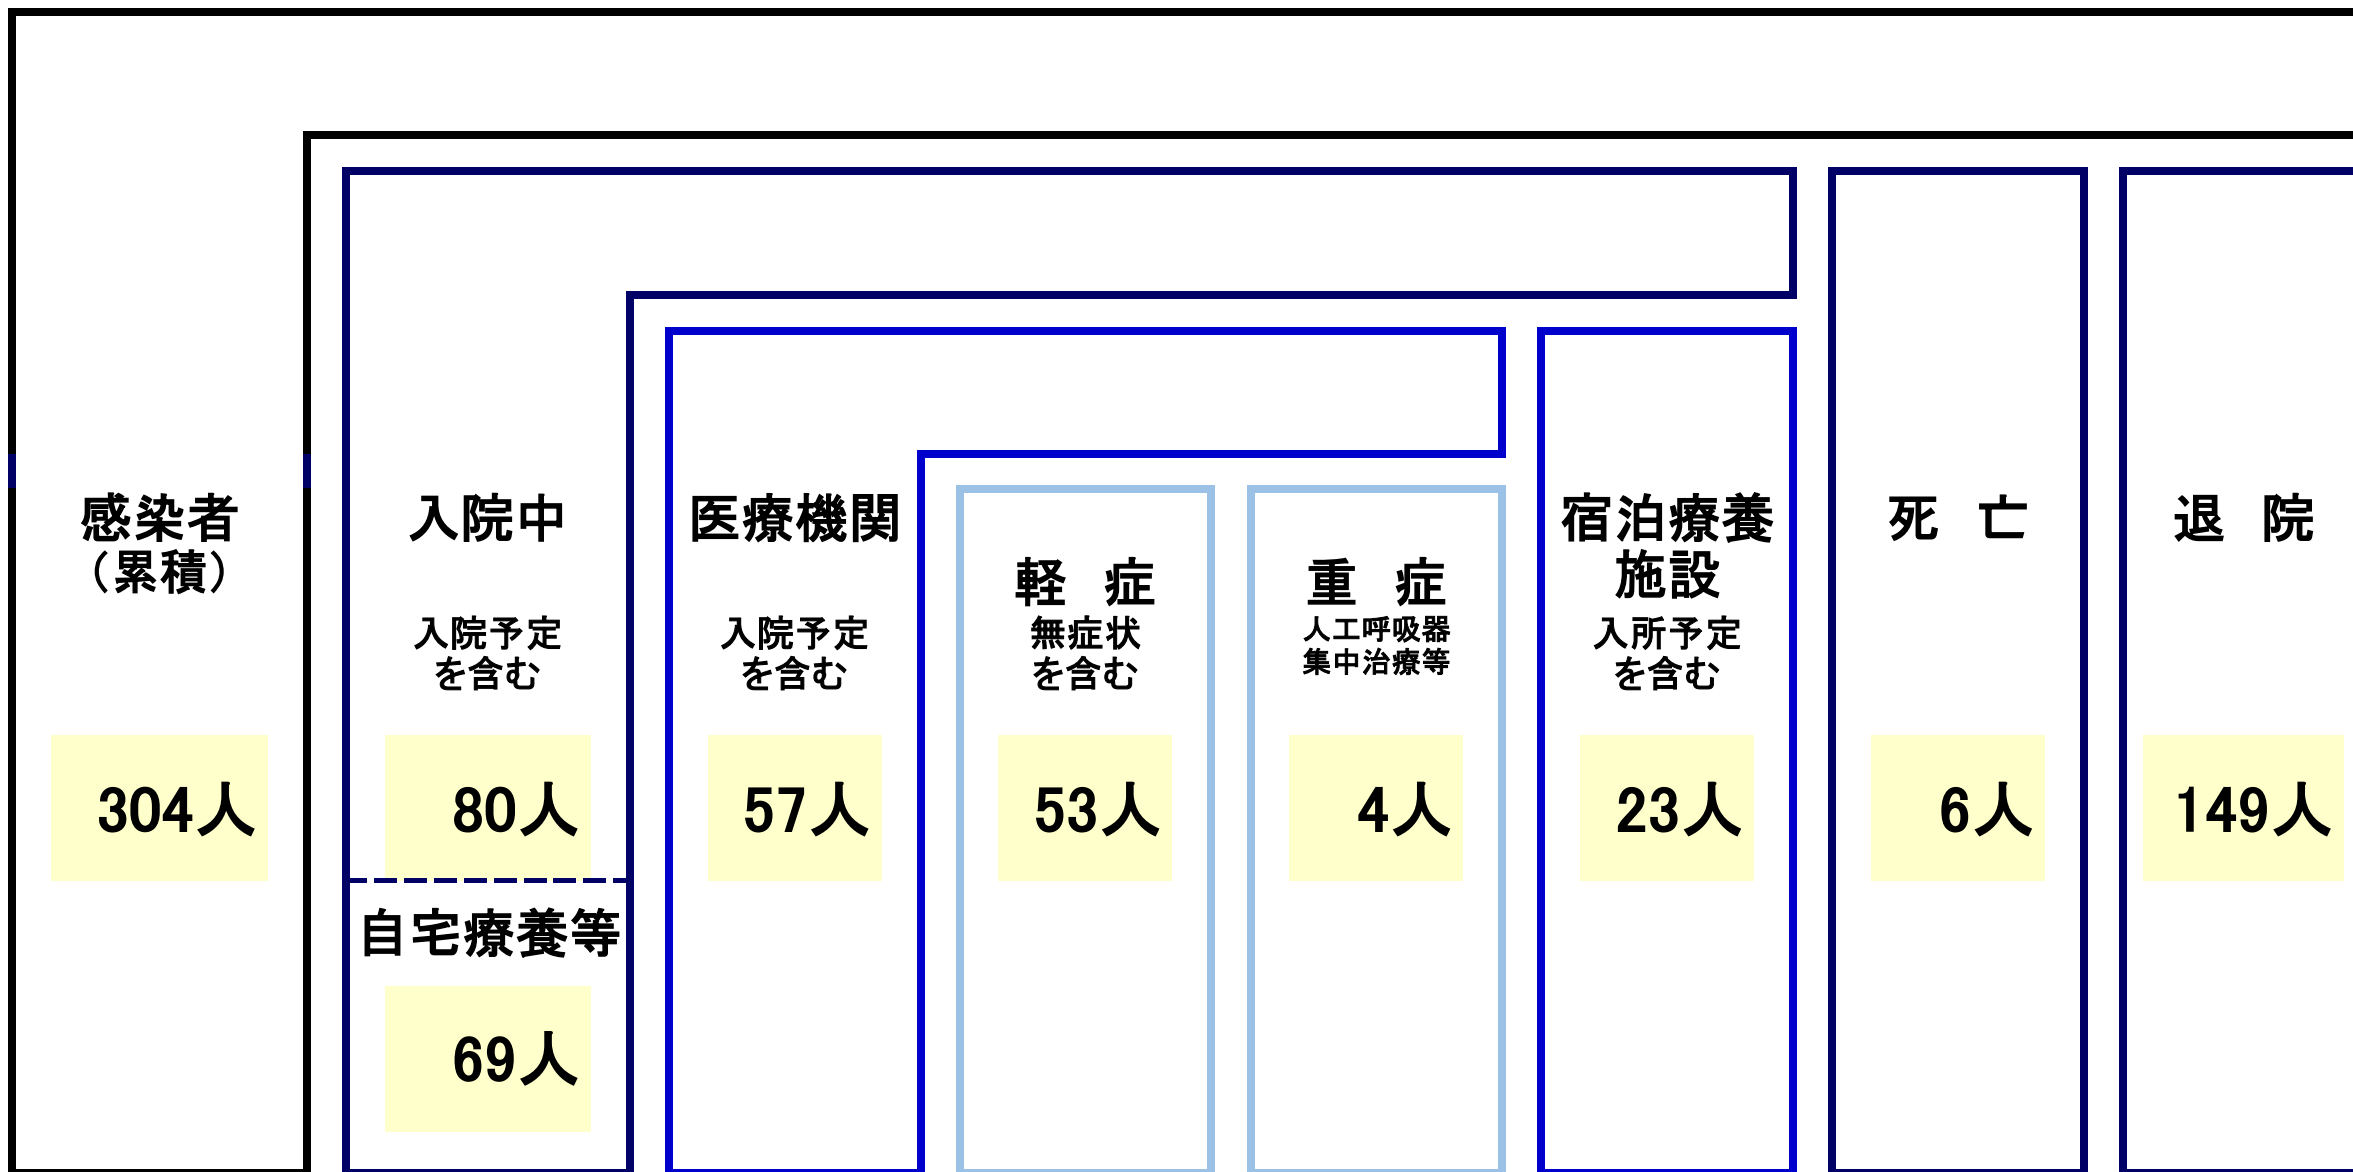 感染者
（累積）
304人
入院中
入院予定
を含む
80人
自宅療養等
69人
医療機関
入院予定
を含む
57人
軽 症
無症状
を含む
53人
重 症
人工呼吸器
集中治療等
4人
宿泊療養
施設
入所予定
を含む
23人
死 亡
6人
退 院
149人